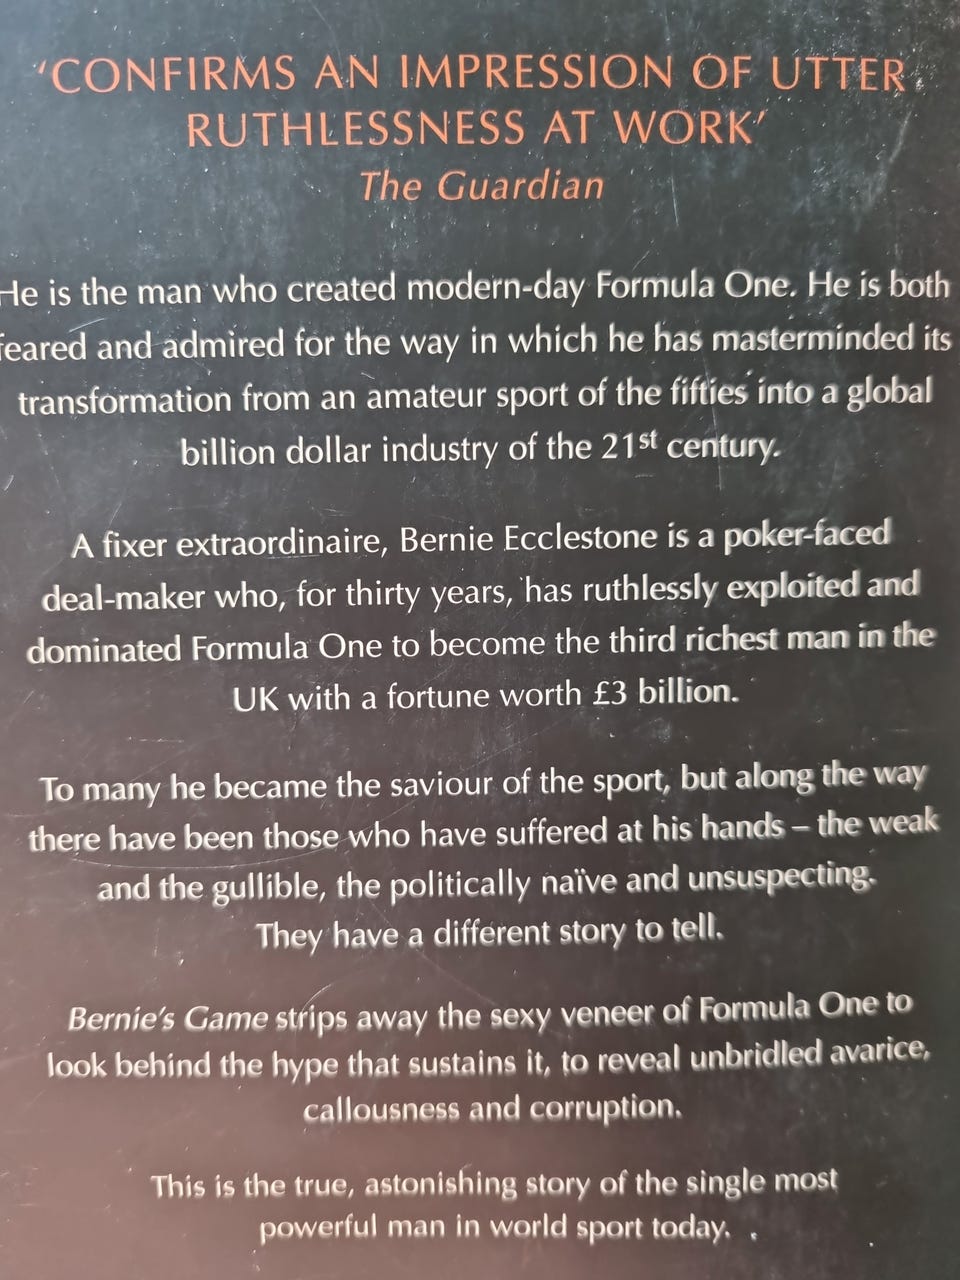 'CONFIRMS AN IMPRESSION OF UTTER
RUTHLESSNESS AT WORK'
The Guardian
He is the man who created modern-day Formula One. He is both
feared and admired for the way in which he has masterminded its
transformation from an amateur sport of the fifties into a global
billion dollar industry of the 21st century.
A fixer extraordinaire, Bernie Ecclestone is a poker-faced
deal-maker who, for thirty years, has ruthlessly exploited and
dominated Formula One to become the third richest man in the
UK with a fortune worth £3 billion.
To many he became the saviour of the sport, but along the way
there have been those who have suffered at his hands – the weak
and the gullible, the politically naïve and unsuspecting.
They have a different story to tell.
Bernie's Game strips away the sexy veneer of Formula One to
look behind the hype that sustains it, to reveal unbridled avarice,
callousness and corruption.
This is the true, astonishing story of the single most
powerful man in world sport today.